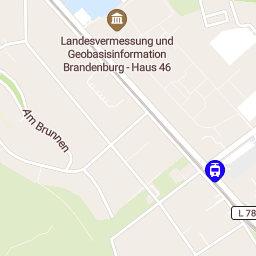 Landesvermessung und
Geobasisinformation
Brandenburg - Haus 46
Am Brunnen
L 78